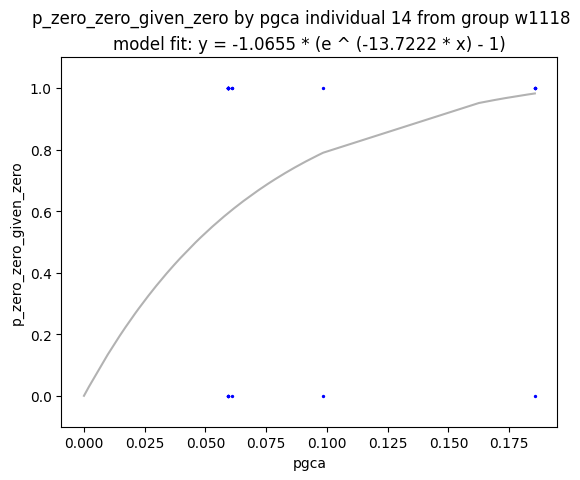 p_zero_zero_given_zero by pgca individual 14 from group w1118
model fit: y = -1.0655 * (e ^ (-13.7222 * x) - 1)
1.0
0.8
0.6
0.4
0.2
0.0
p_zero_zero_given_zero
0.000 0.025 0.050 0.075 0.100 0.125 0.150 0.175
pgca